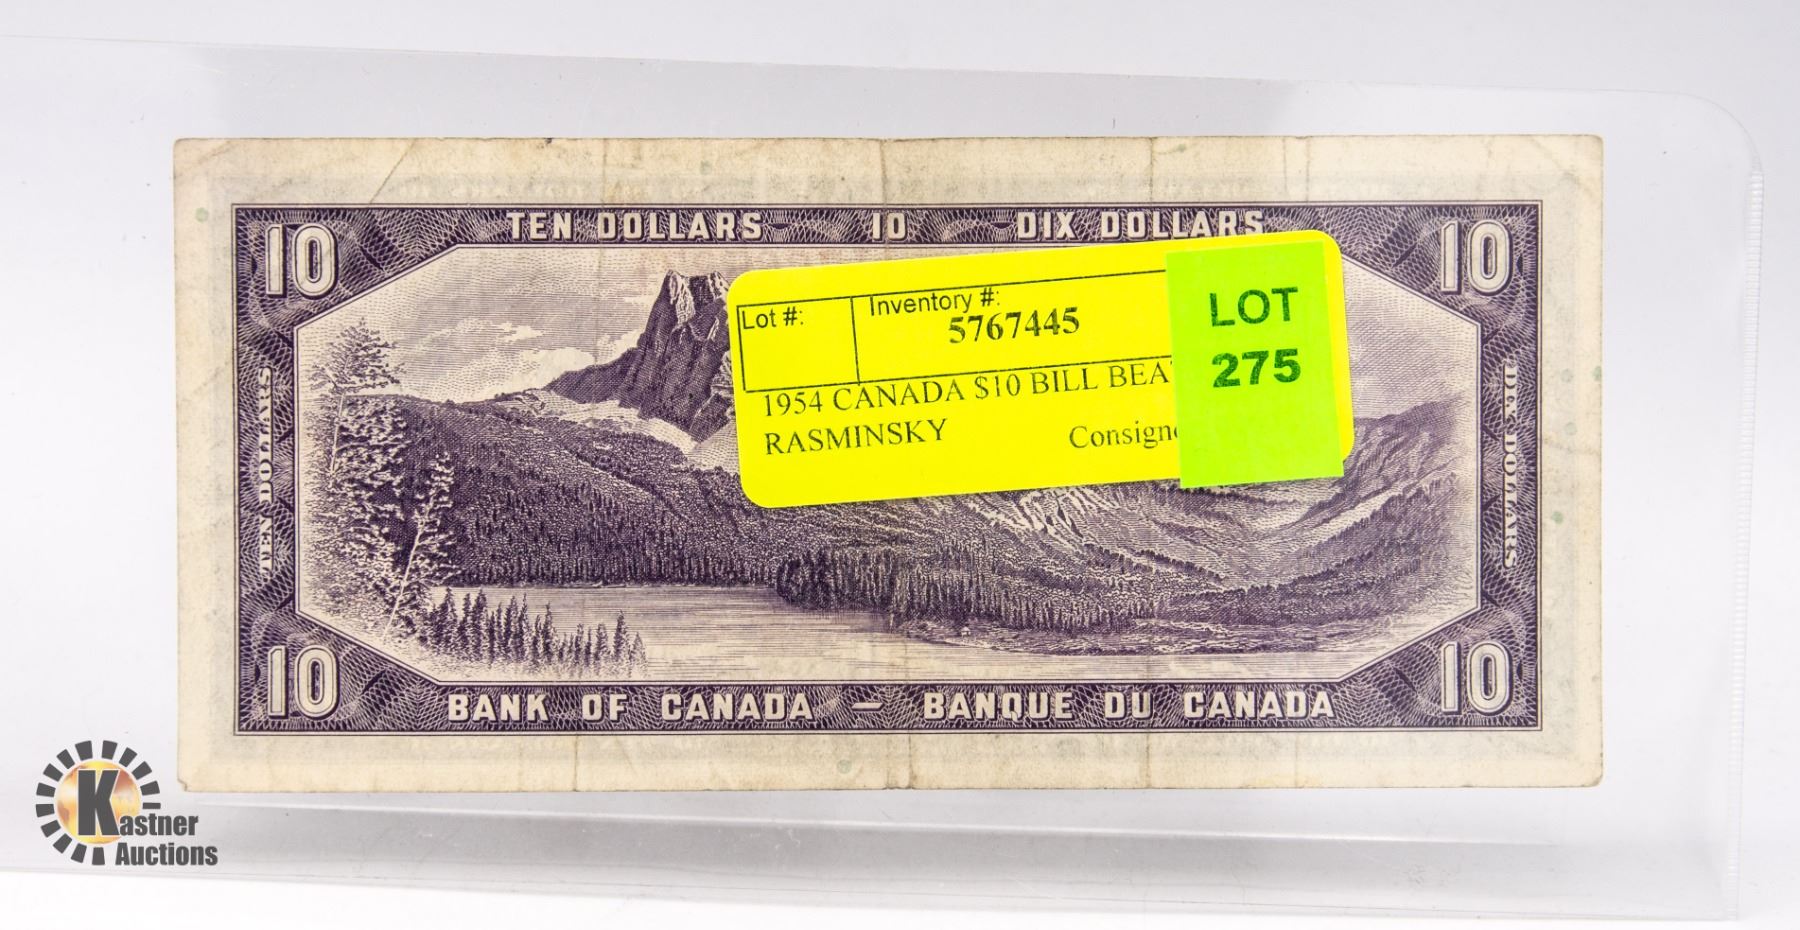 10 TEN DOLLARS 10 DIX DOLLARS 10
Lot #:
Inventory #:
5767445
1954 CANADA $10 BILL
RASMINSKY
LOT
275
TEN DOLLARS
DIX DOLLARS
10 BANK OF CANADA — BANQUE DU CANADA 10
Kastner
Auctions